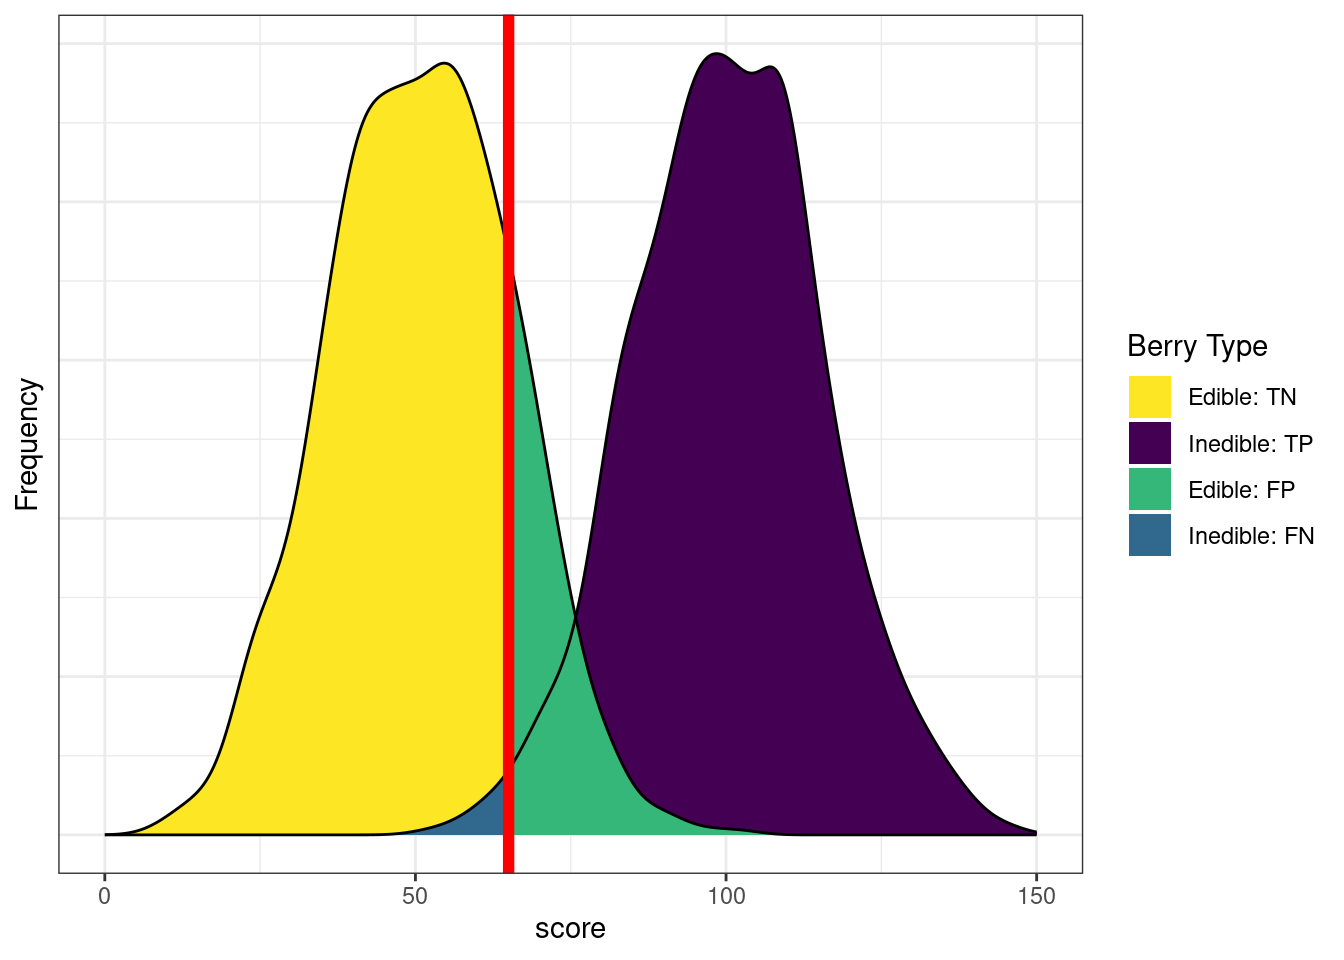 Frequency
0
50
100
150
score
Berry Type
Edible: TN
Inedible: TP
Edible: FP
Inedible: FN